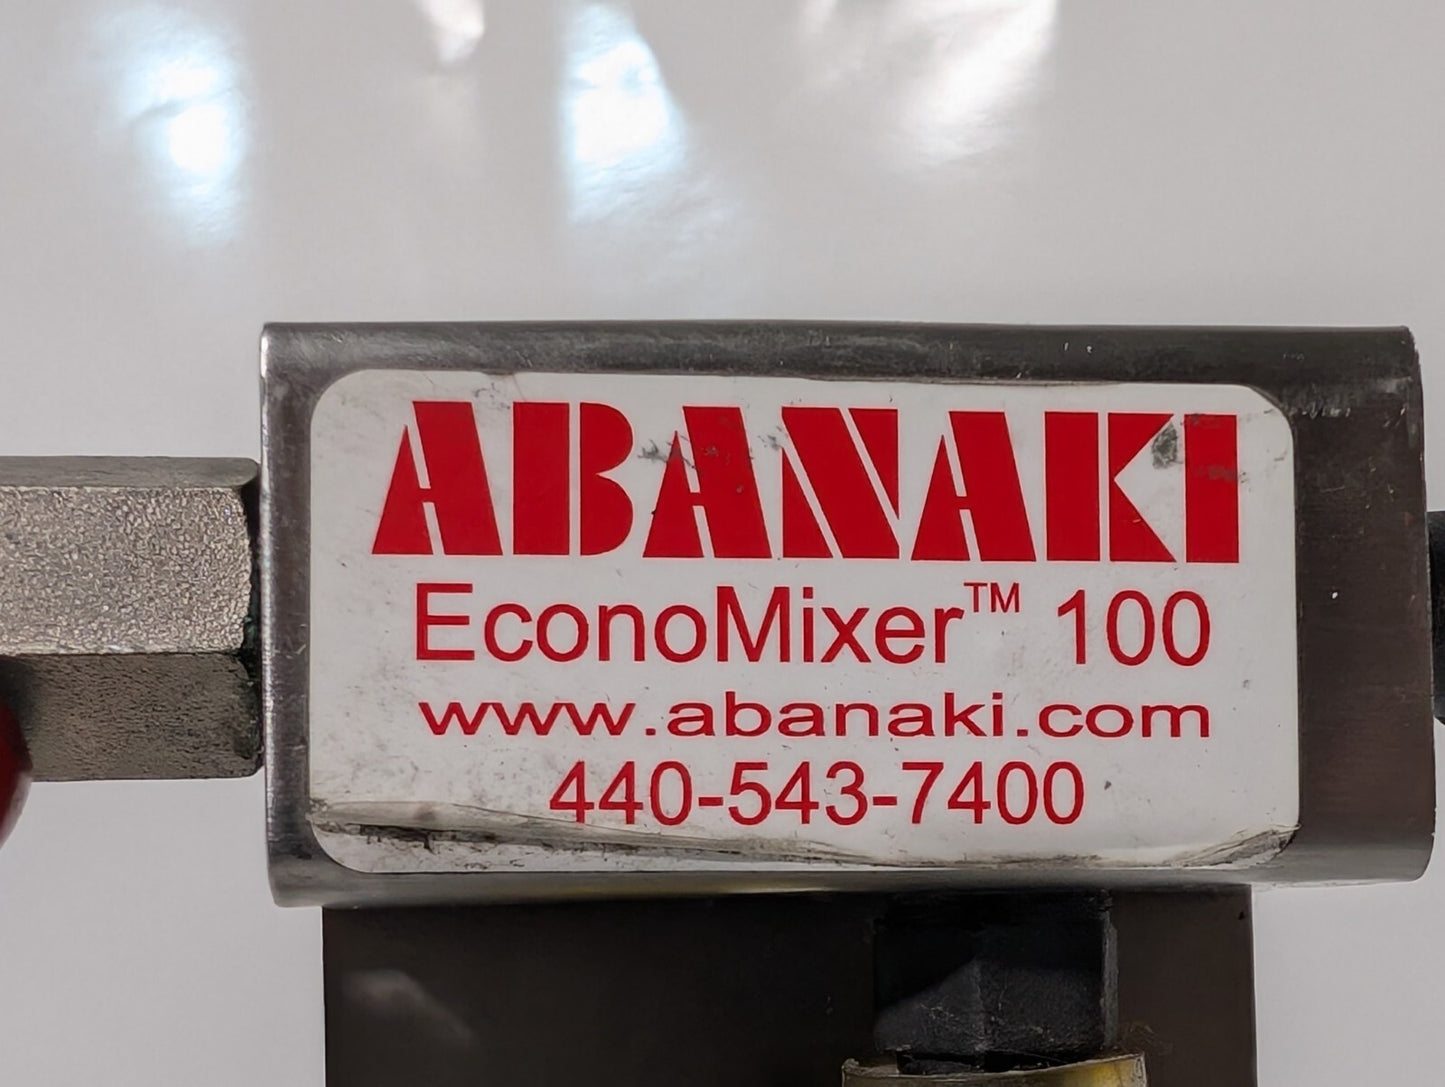 ABANAKI
EconoMixer™ 100
www.abanaki.com
440-543-7400